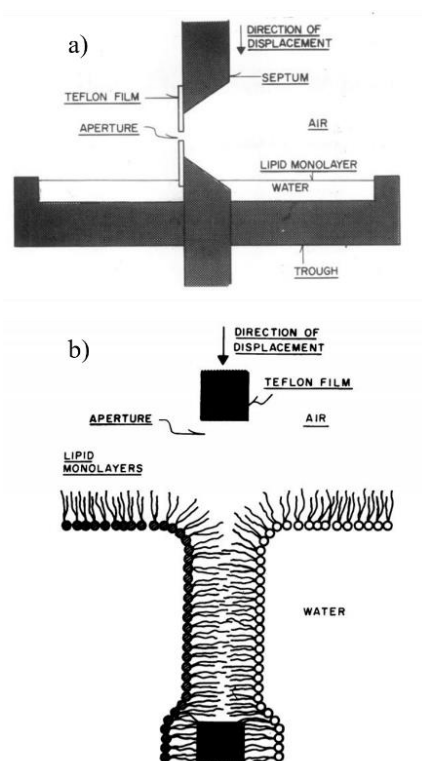 a)
DIRECTION OF
DISPLACEMENT
SEPTUM
TEFLON FILM
APERTURE
AIR
LIPID MONOLAYER
WATER
TROUGH
b)
DIRECTION OF
DISPLACEMENT
TEFLON FILM
APERTURE
AIR
LIPID
MONOLAYERS
WATER